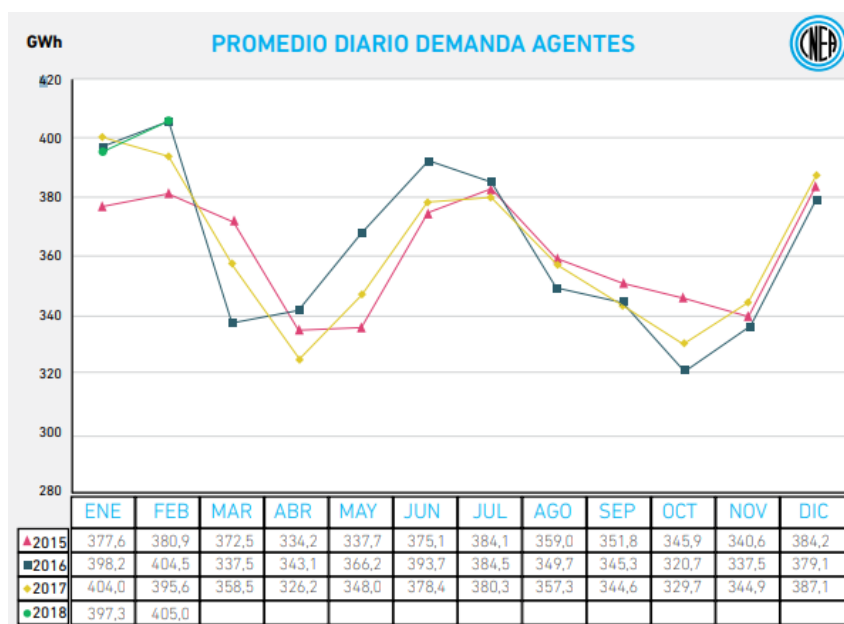 GWh
PROMEDIO DIARIO DEMANDA AGENTES
CNEA
420
400
380
360
340
320
300
280
ENE FEB MAR ABR MAY JUN JUL AGO SEP OCT NOV DIC
2015 377,6 380,9 372,5 334,2 337,7 375,1 384,1 359,0 351,8 345,9 340,6 384,2
2016 398,2 404,5 337,5 343,1 366,2 393,7 384,5 349,7 345,3 320,7 337,5 379,1
2017 404,0 395,6 358,5 326,2 348,0 378,4 380,3 357,3 344,6 329,7 344,9 387,1
2018 397,3 405,0